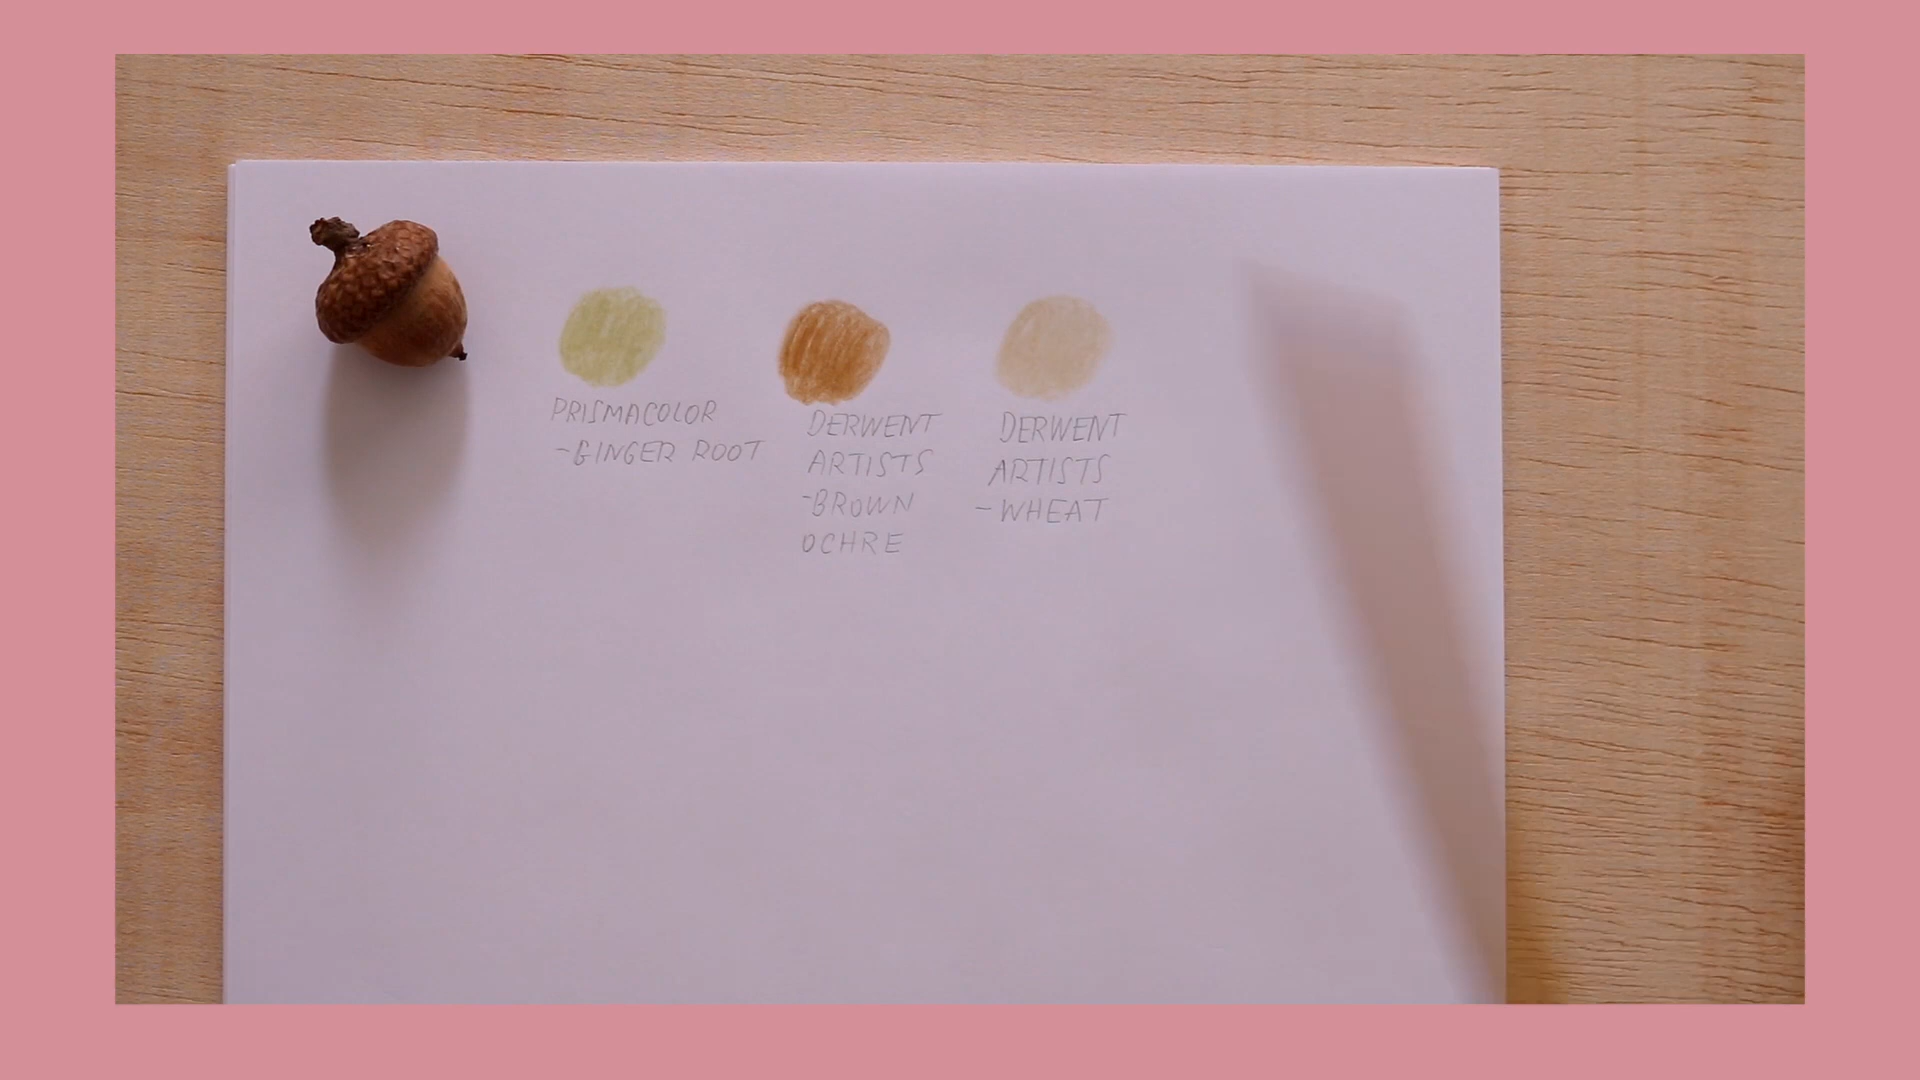 PRISMACOLOR
-GINGER ROOT
DERWENT
ARTISTS
-BROWN
OCHRE
DERWENT
ARTISTS
-WHEAT